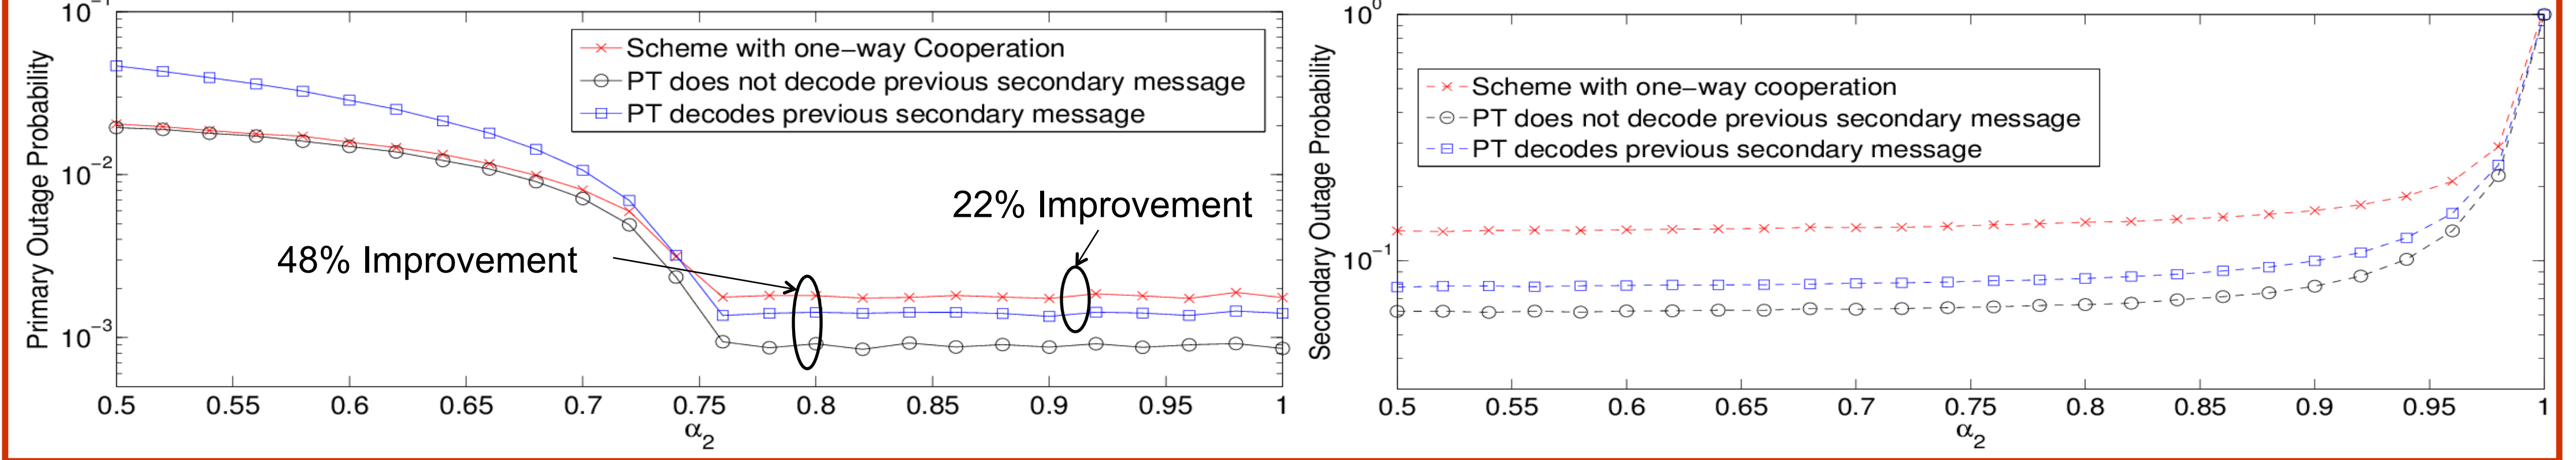 10^-1
10^-2
10^-3
Primary Outage Probability
Scheme with one−way Cooperation
PT does not decode previous secondary message
PT decodes previous secondary message
22% Improvement
48% Improvement
0.5 0.55 0.6 0.65 0.7 0.75 0.8 0.85 0.9 0.95 1
α2
10^0
10^-1
Secondary Outage Probability
Scheme with one−way cooperation
PT does not decode previous secondary message
PT decodes previous secondary message
0.5 0.55 0.6 0.65 0.7 0.75 0.8 0.85 0.9 0.95 1
α2